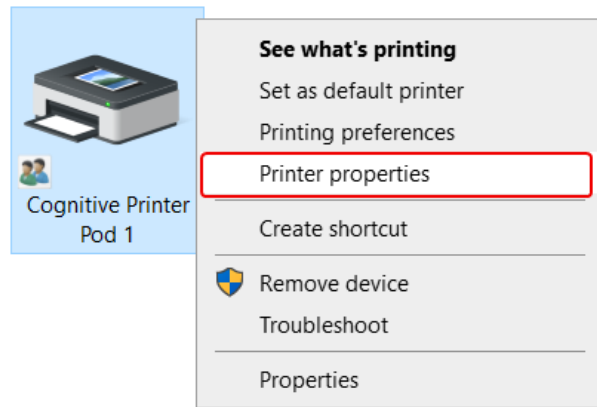 See what's printing
Set as default printer
Printing preferences
Printer properties
Cognitive Printer
Pod 1
Create shortcut
Remove device
Troubleshoot
Properties